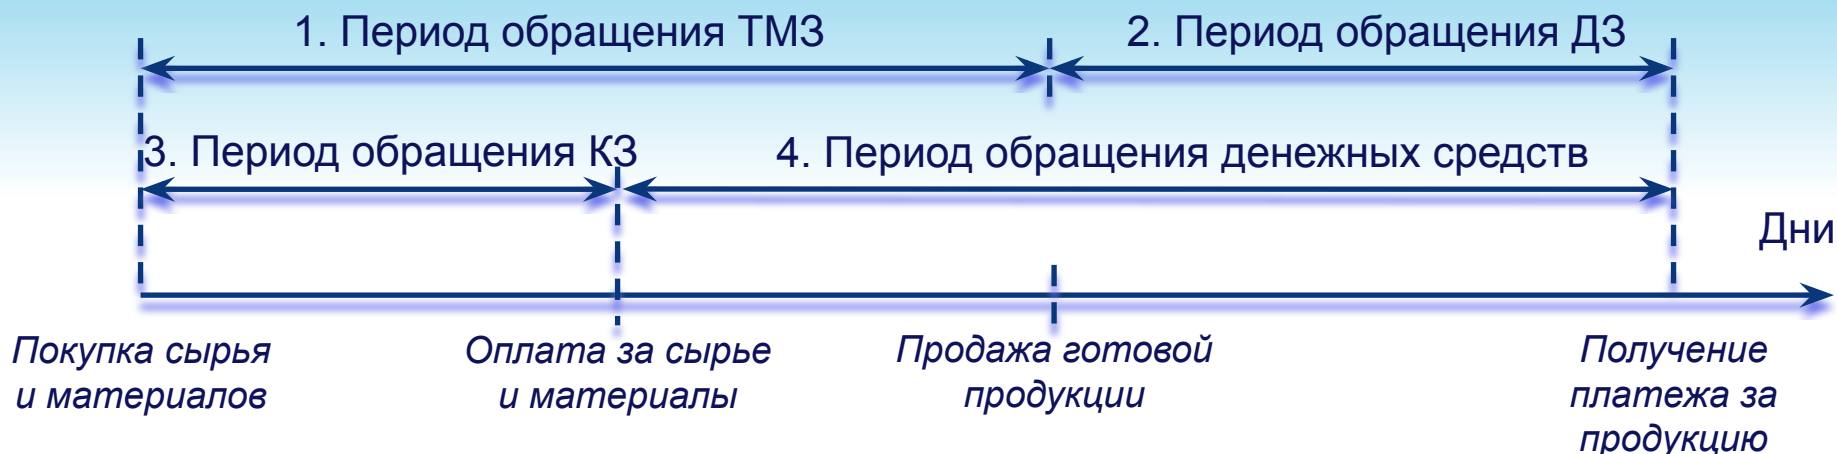 1. Период обращения ТМЗ
2. Период обращения ДЗ
3. Период обращения КЗ
4. Период обращения денежных средств
Дни
Покупка сырья
и материалов
Оплата за сырье
и материалы
Продажа готовой
продукции
Получение
платежа за
продукцию